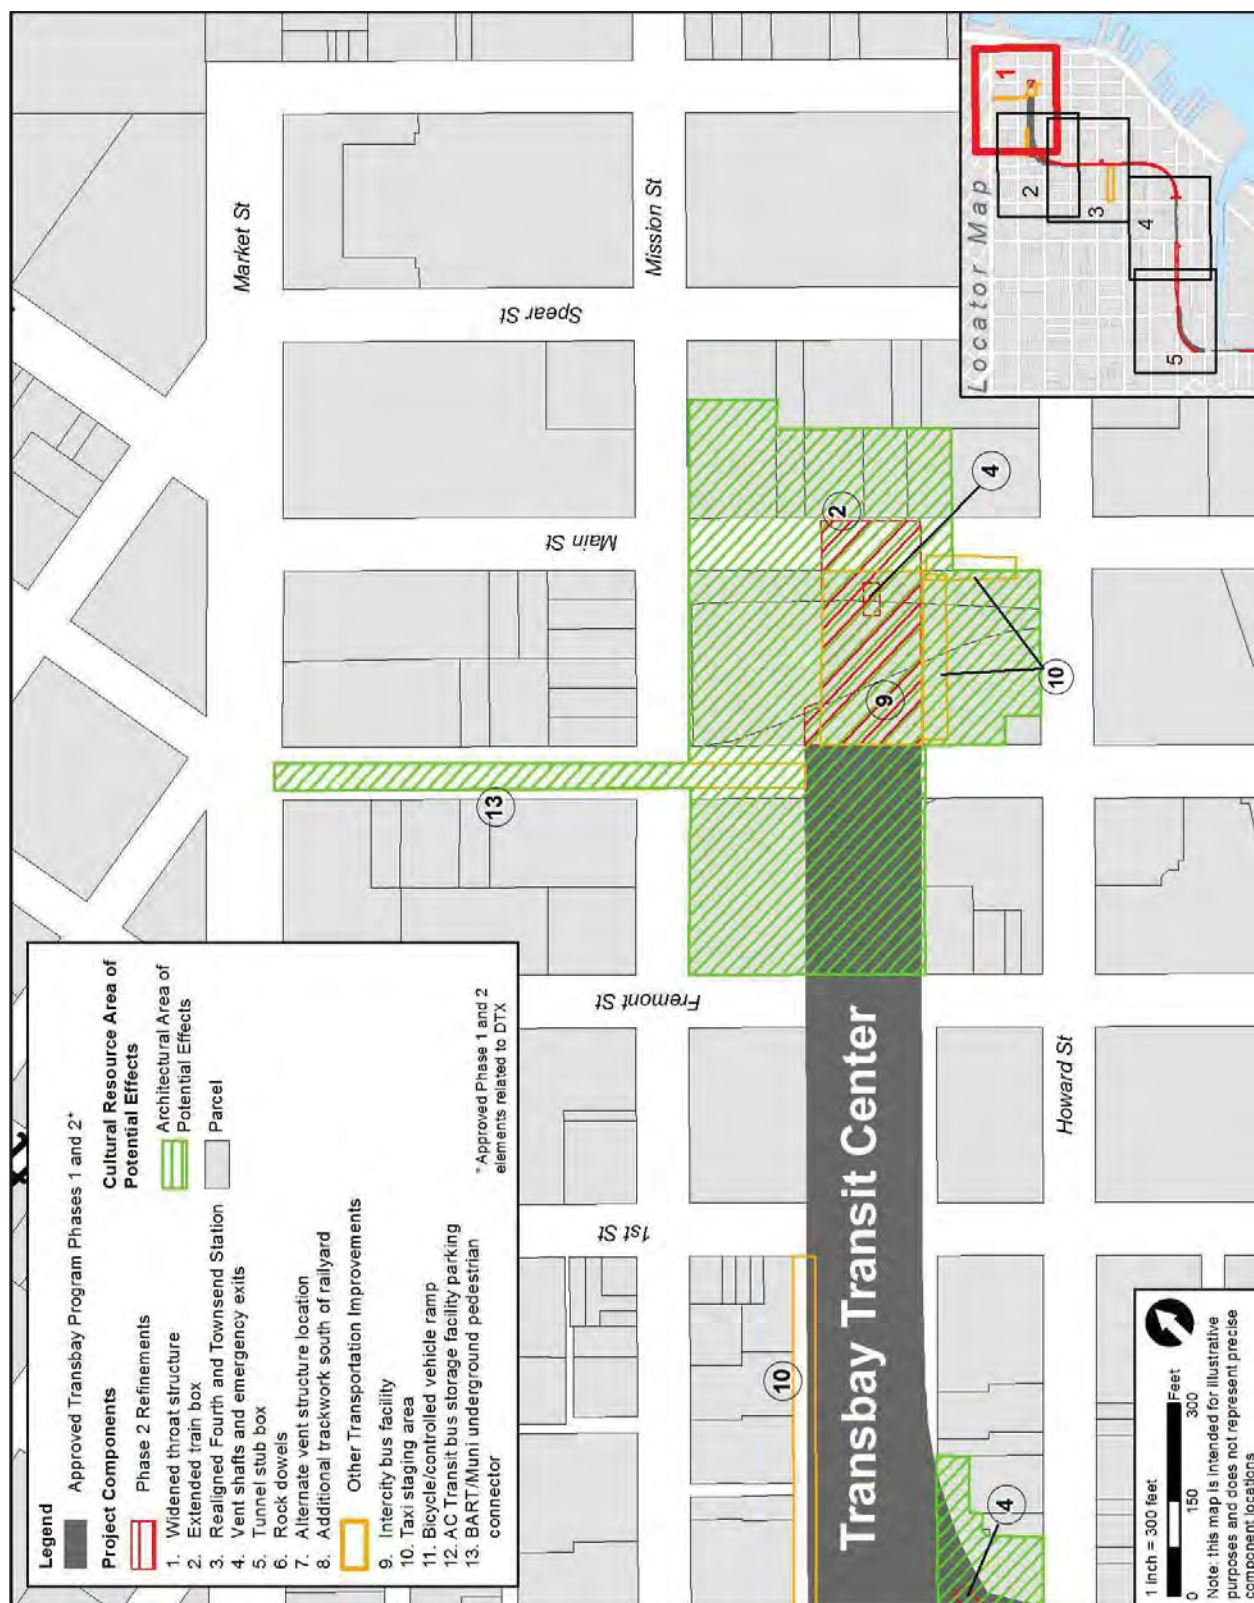 Legend
Approved Transbay Program Phases 1 and 2*
Project Components
Phase 2 Refinements
1. Widened throat structure
2. Extended train box
3. Realigned Fourth and Townsend Station
4. Vent shafts and emergency exits
5. Tunnel stub box
6. Rock dowels
7. Alternate vent structure location
8. Additional trackwork south of railyard
Other Transportation Improvements
9. Intercity bus facility
10. Taxi staging area
11. Bicycle/controlled vehicle ramp
12. AC Transit bus storage facility parking
13. BART/Muni underground pedestrian
connector
Cultural Resource Area of
Potential Effects
Architectural Area of
Potential Effects
Parcel
* Approved Phase 1 and 2
elements related to DTX
Market St
Mission St
Howard St
Spear St
Main St
Fremont St
1st St
13
2
4
9
10
10
4
Transbay Transit Center
Locator Map
1
2
3
4
5
1 inch = 300 feet
Feet
0 150 300
Note: this map is intended for illustrative
purposes and does not represent precise
component locations